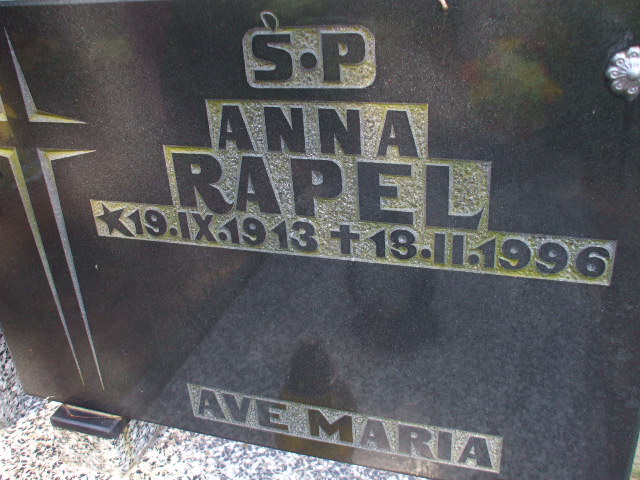 Ś·P
ANNA
RAPEL
★19.IX.1913 ✝18.II.1996
AVE MARIA